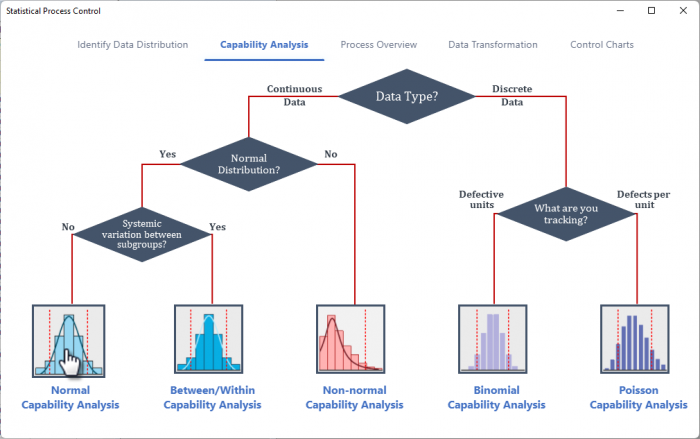 Statistical Process Control
Identify Data Distribution
Capability Analysis
Process Overview
Data Transformation
Control Charts
Continuous
Data
Data Type?
Discrete
Data
Yes
Normal
Distribution?
No
No
Systemic
variation between
subgroups?
Yes
Defective
units
What are you
tracking?
Defects per
unit
Normal
Capability Analysis
Between/Within
Capability Analysis
Non-normal
Capability Analysis
Binomial
Capability Analysis
Poisson
Capability Analysis